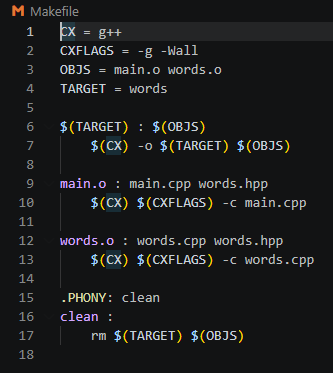 Makefile
1 CX = g++
2 CXFLAGS = -g -Wall
3 OBJS = main.o words.o
4 TARGET = words
5
6 $(TARGET) : $(OBJS)
7     $(CX) -o $(TARGET) $(OBJS)
8
9 main.o : main.cpp words.hpp
10     $(CX) $(CXFLAGS) -c main.cpp
11
12 words.o : words.cpp words.hpp
13     $(CX) $(CXFLAGS) -c words.cpp
14
15 .PHONY: clean
16 clean :
17     rm $(TARGET) $(OBJS)
18